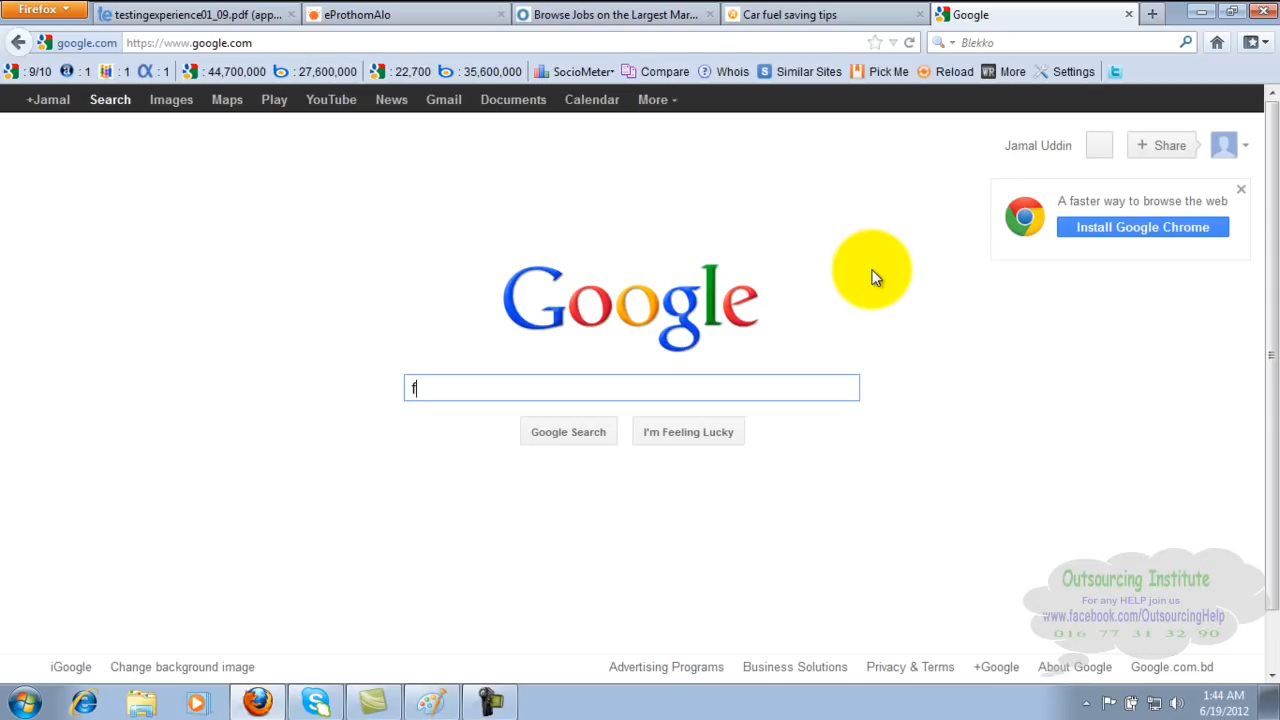 Firefox
testingexperience01_09.pdf (app...
eProthomAlo
Browse Jobs on the Largest Mar...
Car fuel saving tips
Google
google.com
https://www.google.com
Blekko
: 9/10
: 1
: 1
: 1
: 44,700,000
: 27,600,000
: 22,700
: 35,600,000
SocioMeter
Compare
Whois
Similar Sites
Pick Me
Reload
WR More
Settings
+Jamal
Search
Images
Maps
Play
YouTube
News
Gmail
Documents
Calendar
More
Jamal Uddin
+ Share
A faster way to browse the web
Install Google Chrome
Google
f
Google Search
I'm Feeling Lucky
Outsourcing Institute
For any HELP join us
www.facebook.com/OutsourcingHelp
016 77 31 32 90
iGoogle
Change background image
Advertising Programs
Business Solutions
Privacy & Terms
+Google
About Google
Google.com.bd
1:44 AM
6/19/2012